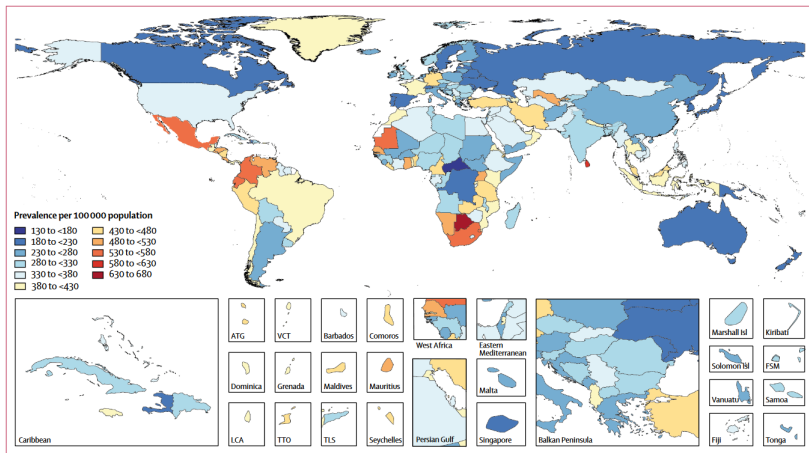 Prevalence per 100 000 population
130 to <180
180 to <230
230 to <280
280 to <330
330 to <380
380 to <430
430 to <480
480 to <530
530 to <580
580 to <630
630 to 680
Caribbean
ATG
VCT
Barbados
Comoros
Dominica
Grenada
Maldives
Mauritius
LCA
TTO
TLS
Seychelles
West Africa
Eastern
Mediterranean
Persian Gulf
Malta
Singapore
Balkan Peninsula
Marshall Isl
Kiribati
Solomon Isl
FSM
Vanuatu
Samoa
Fiji
Tonga